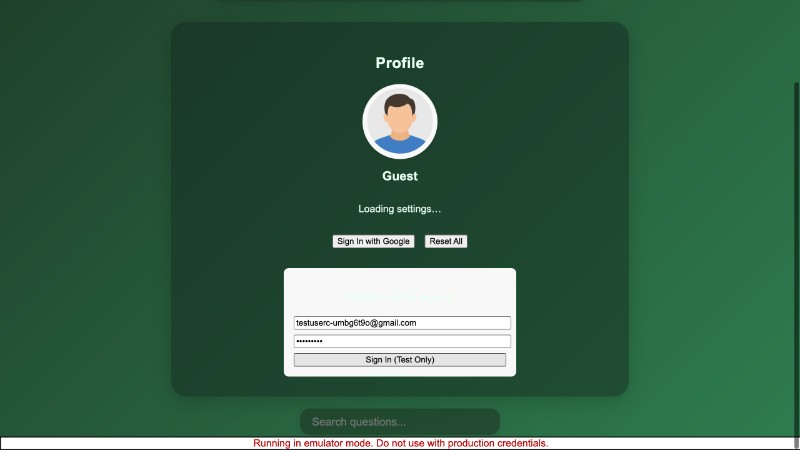 Profile
Guest
Loading settings...
Sign In with Google
Reset All
testuserc-umbg6t9o@gmail.com
•••••••••
Sign In (Test Only)
Search questions...
Running in emulator mode. Do not use with production credentials.